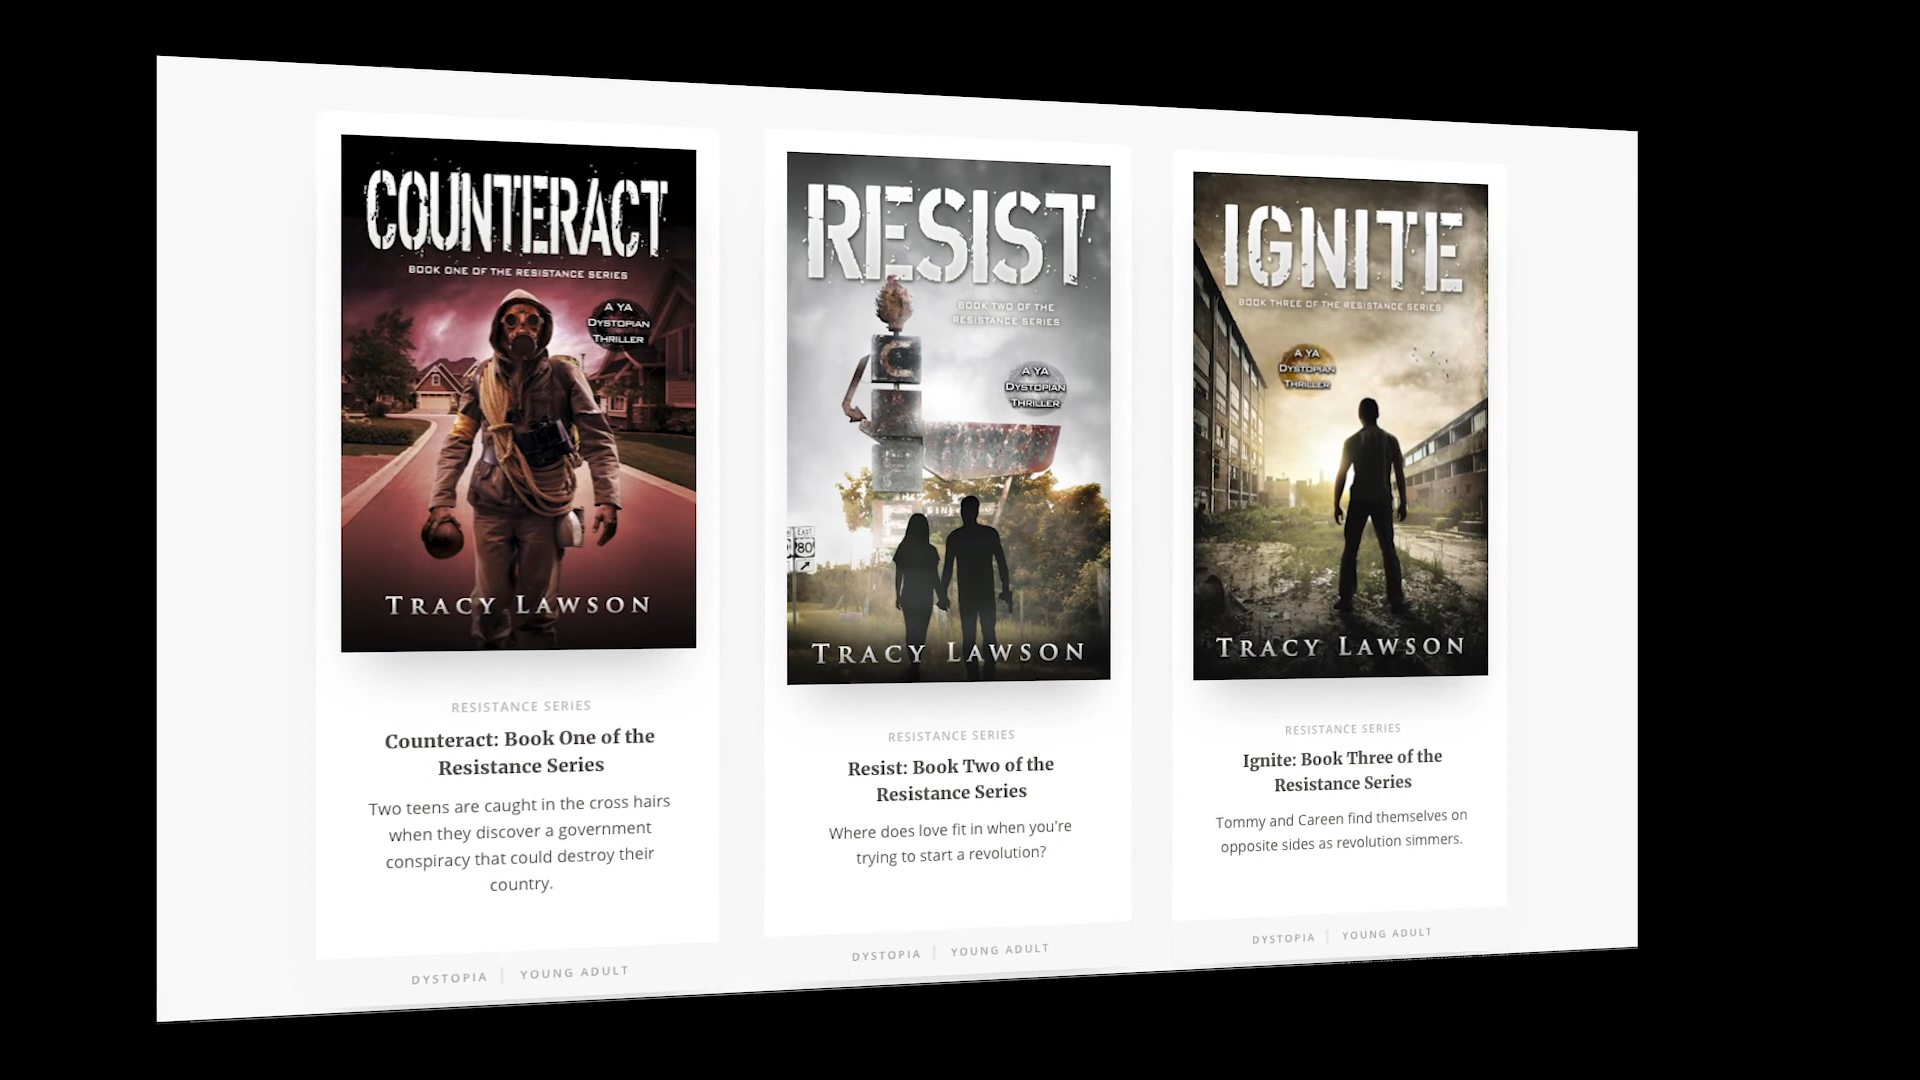 COUNTERACT
BOOK ONE OF THE RESISTANCE SERIES
A YA
DYSTOPIAN
THRILLER
TRACY LAWSON
RESISTANCE SERIES
Counteract: Book One of the
Resistance Series
Two teens are caught in the cross hairs
when they discover a government
conspiracy that could destroy their
country.
DYSTOPIA | YOUNG ADULT
RESIST
BOOK TWO OF THE
RESISTANCE SERIES
A YA
DYSTOPIAN
THRILLER
EAST
80
TRACY LAWSON
RESISTANCE SERIES
Resist: Book Two of the
Resistance Series
Where does love fit in when you're
trying to start a revolution?
DYSTOPIA | YOUNG ADULT
IGNITE
BOOK THREE OF THE RESISTANCE SERIES
A YA
DYSTOPIAN
THRILLER
TRACY LAWSON
RESISTANCE SERIES
Ignite: Book Three of the
Resistance Series
Tommy and Careen find themselves on
opposite sides as revolution simmers.
DYSTOPIA | YOUNG ADULT